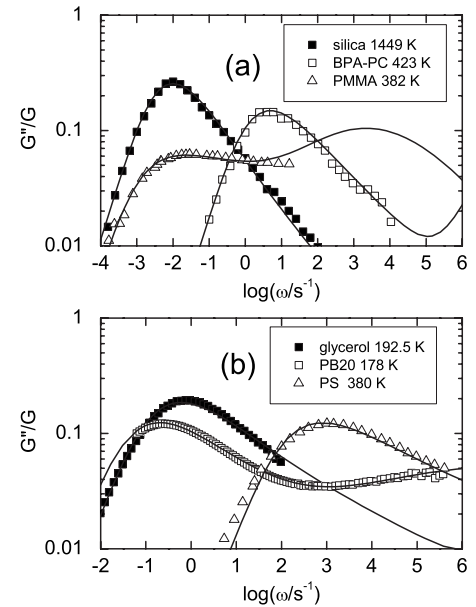 1
(a)
silica 1449 K
BPA-PC 423 K
PMMA 382 K
G"/G
0.1
0.01
-4 -3 -2 -1 0 1 2 3 4 5 6
log(ω/s⁻¹)
1
(b)
glycerol 192.5 K
PB20 178 K
PS 380 K
G"/G
0.1
0.01
-2 -1 0 1 2 3 4 5 6
log(ω/s⁻¹)